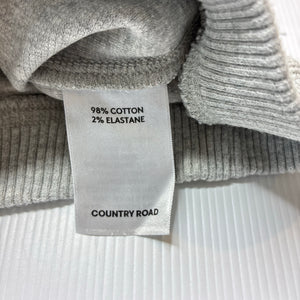 98% COTTON
2% ELASTANE
COUNTRY ROAD